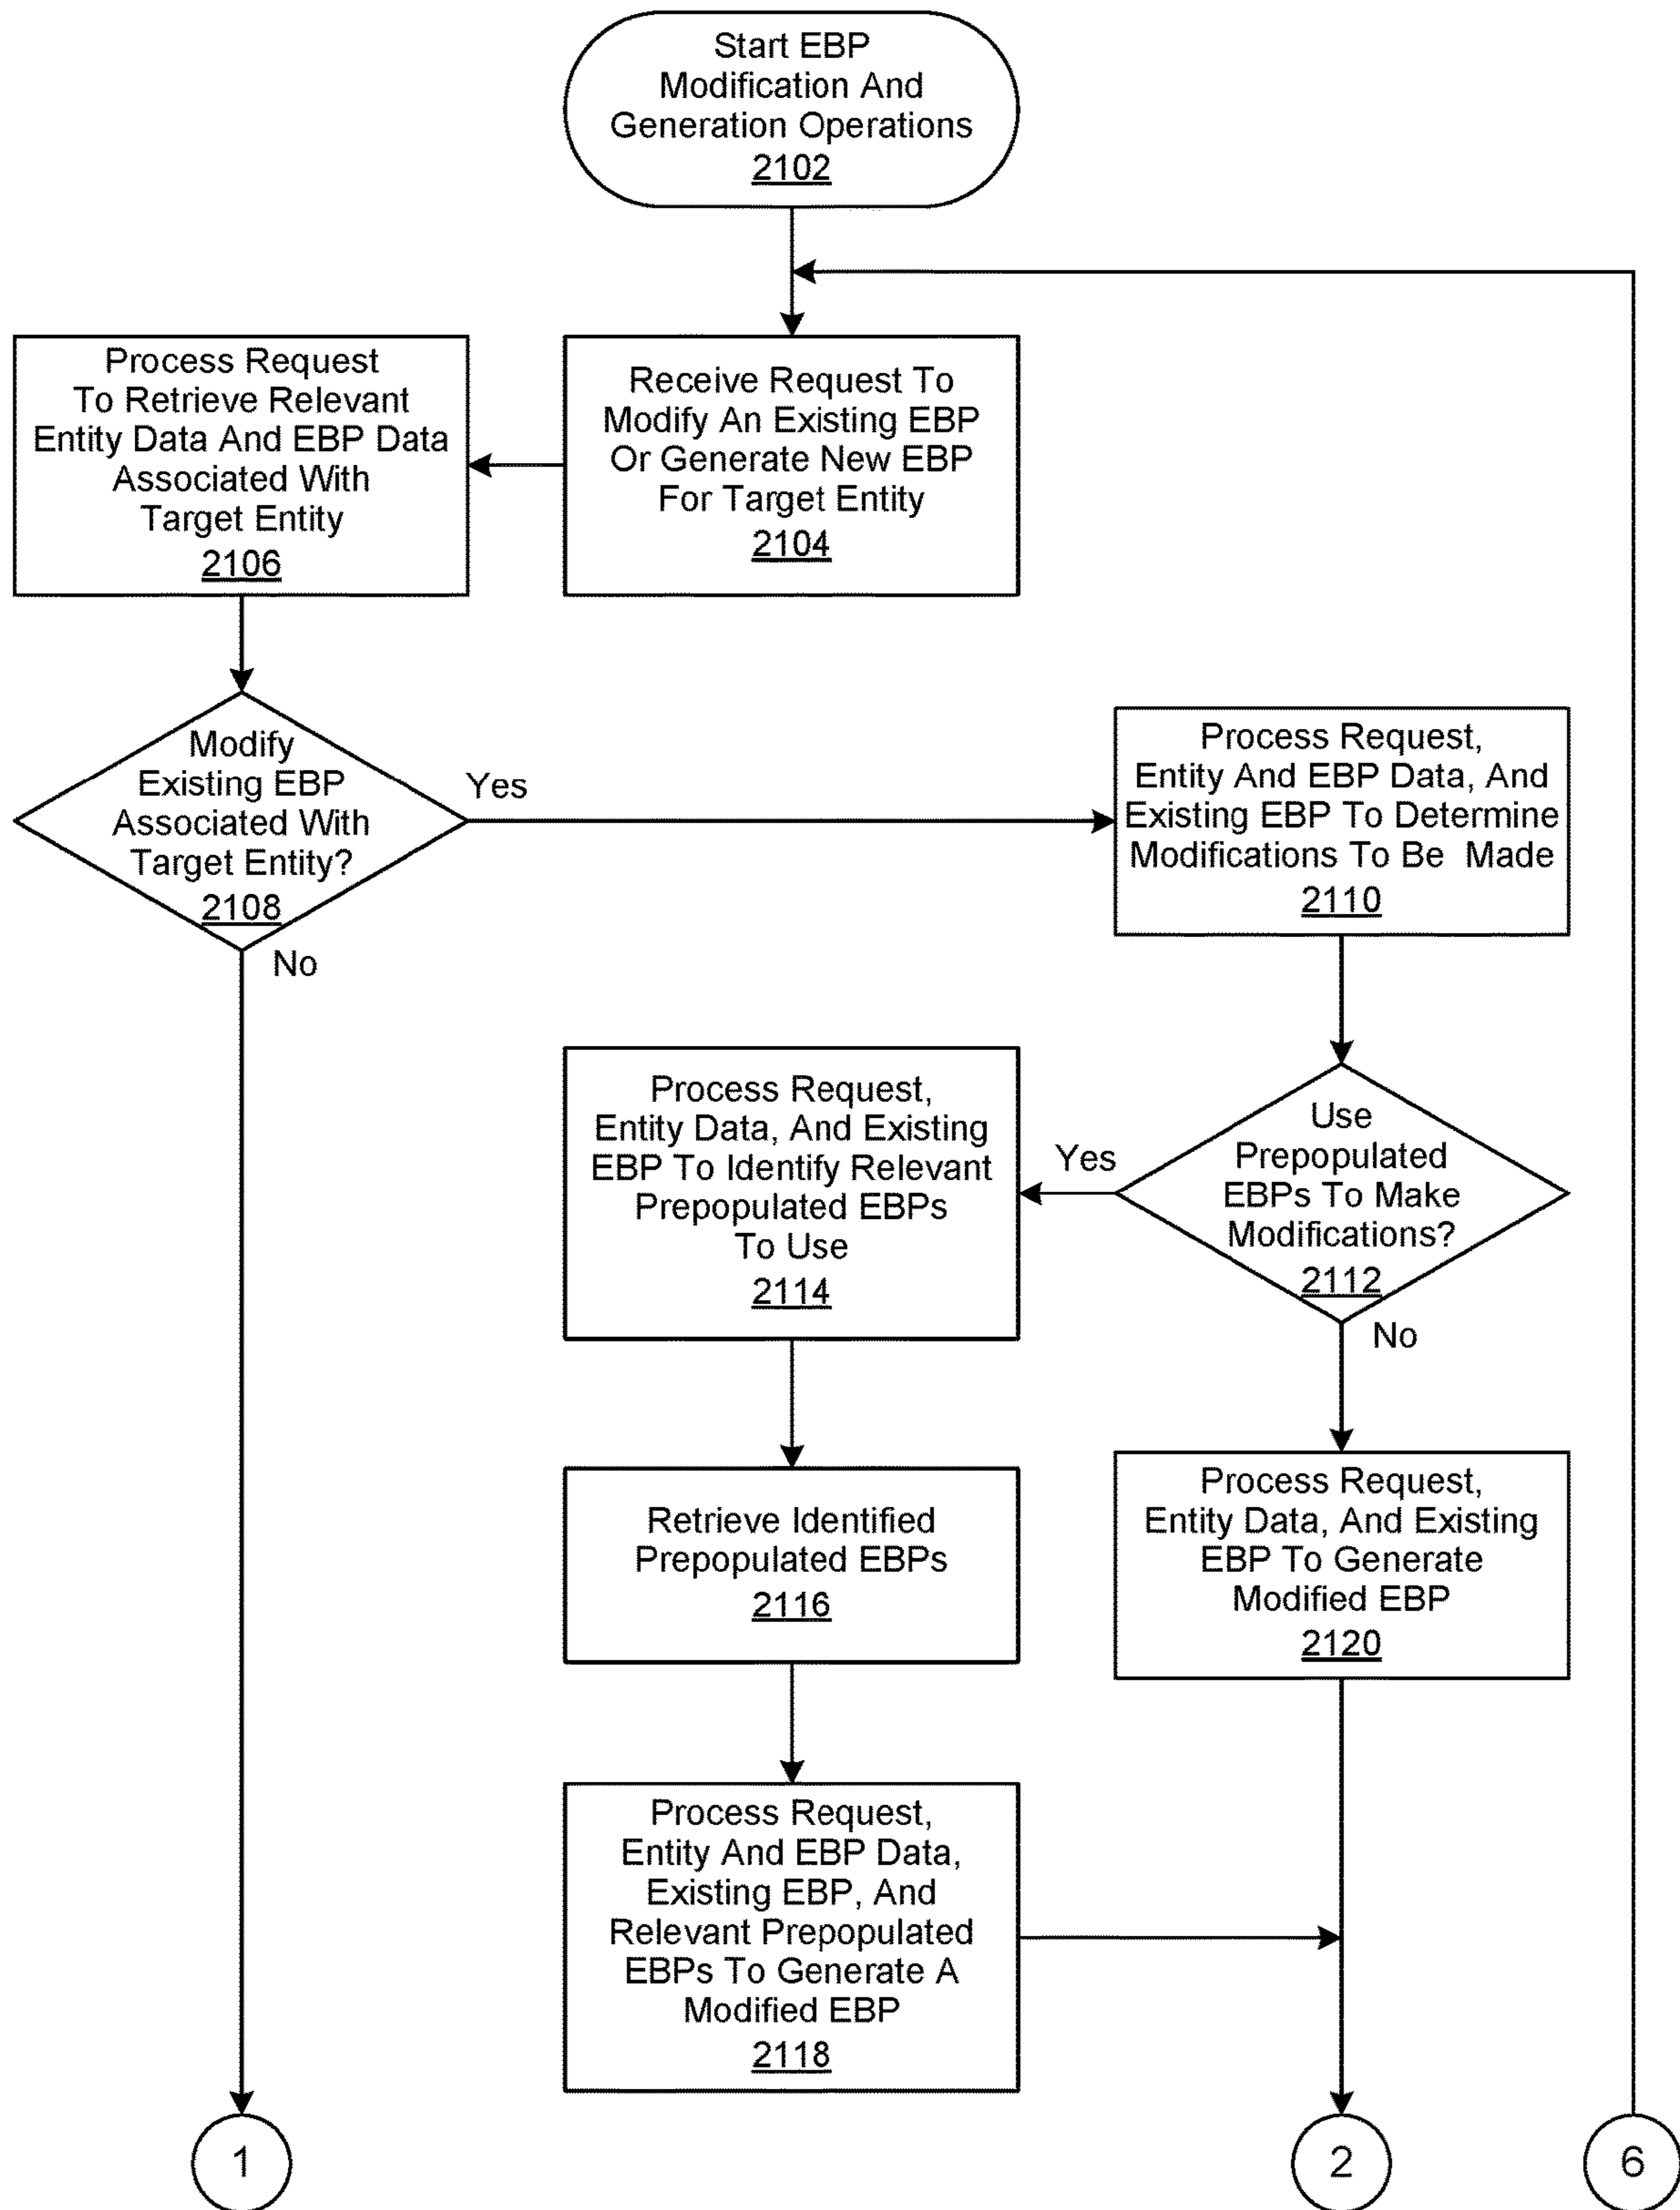 Start EBP
Modification And
Generation Operations
2102
Process Request
To Retrieve Relevant
Entity Data And EBP Data
Associated With
Target Entity
2106
Receive Request To
Modify An Existing EBP
Or Generate New EBP
For Target Entity
2104
Modify
Existing EBP
Associated With
Target Entity?
2108
Yes
No
Process Request,
Entity And EBP Data, And
Existing EBP To Determine
Modifications To Be Made
2110
Use
Prepopulated
EBPs To Make
Modifications?
2112
Yes
No
Process Request,
Entity Data, And Existing
EBP To Identify Relevant
Prepopulated EBPs
To Use
2114
Retrieve Identified
Prepopulated EBPs
2116
Process Request,
Entity Data, And Existing
EBP To Generate
Modified EBP
2120
Process Request,
Entity And EBP Data,
Existing EBP, And
Relevant Prepopulated
EBPs To Generate A
Modified EBP
2118
1
2
6